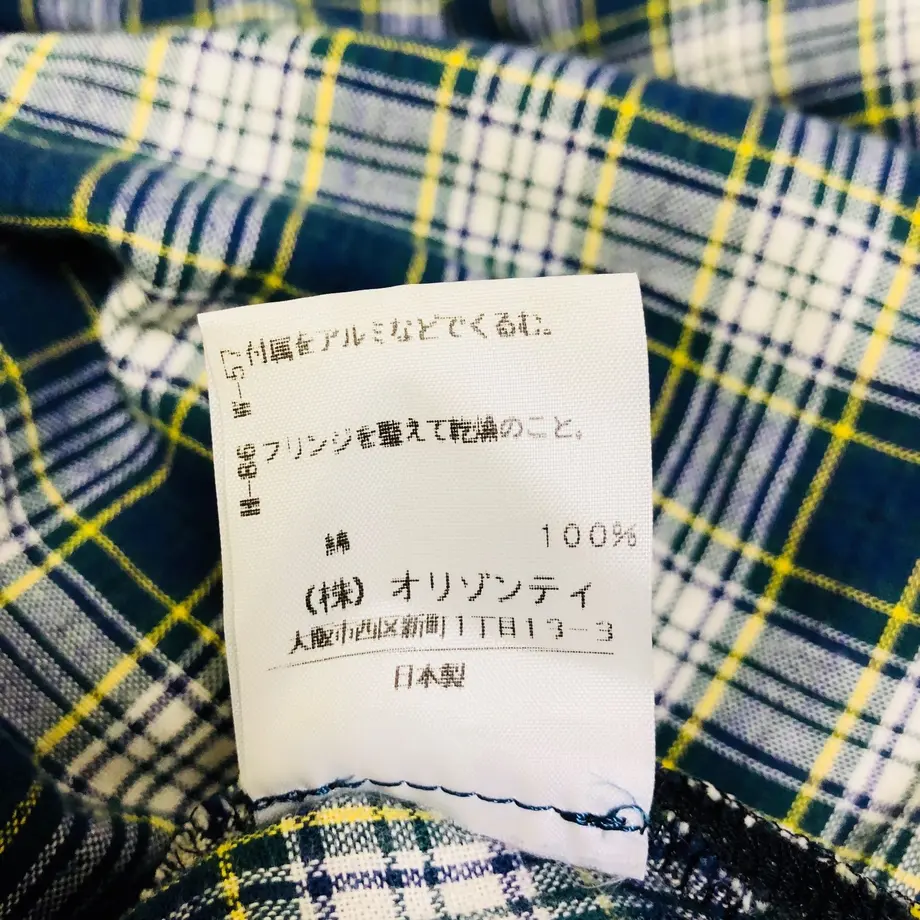 W-57 付属をアルミなどでくるむ。
W-86 フリンジを整えて乾燥のこと。
綿 100%
(株) オリゾンティ
大阪市西区新町1丁目13-3
日本製